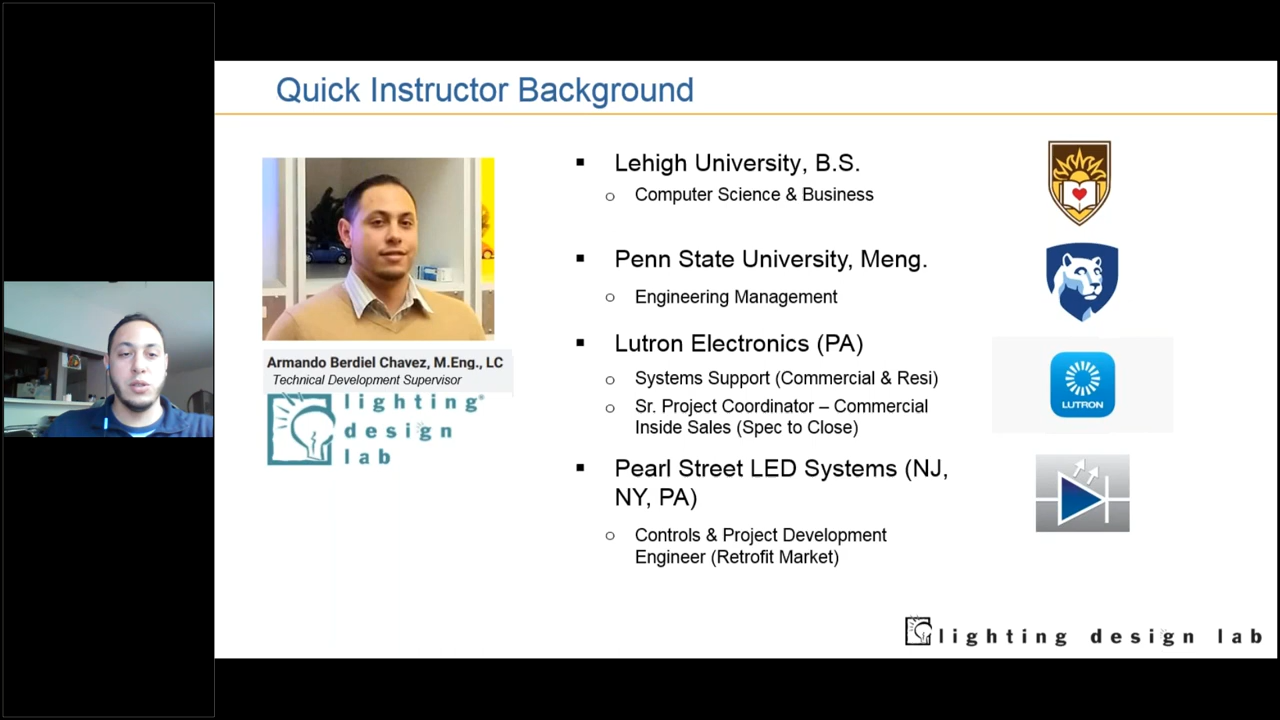 Quick Instructor Background
Armando Berdiel Chavez, M.Eng., LC
Technical Development Supervisor
lighting®
design
lab
▪ Lehigh University, B.S.
o Computer Science & Business
▪ Penn State University, Meng.
o Engineering Management
▪ Lutron Electronics (PA)
o Systems Support (Commercial & Resi)
o Sr. Project Coordinator – Commercial
Inside Sales (Spec to Close)
▪ Pearl Street LED Systems (NJ,
NY, PA)
o Controls & Project Development
Engineer (Retrofit Market)
LUTRON
lighting design lab